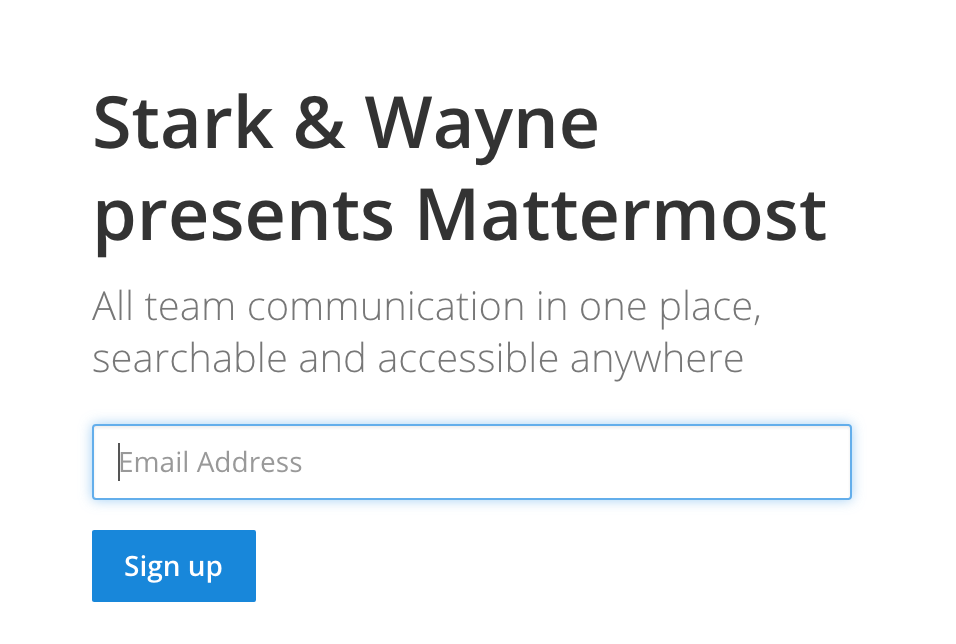 Stark & Wayne
presents Mattermost
All team communication in one place,
searchable and accessible anywhere
Email Address
Sign up